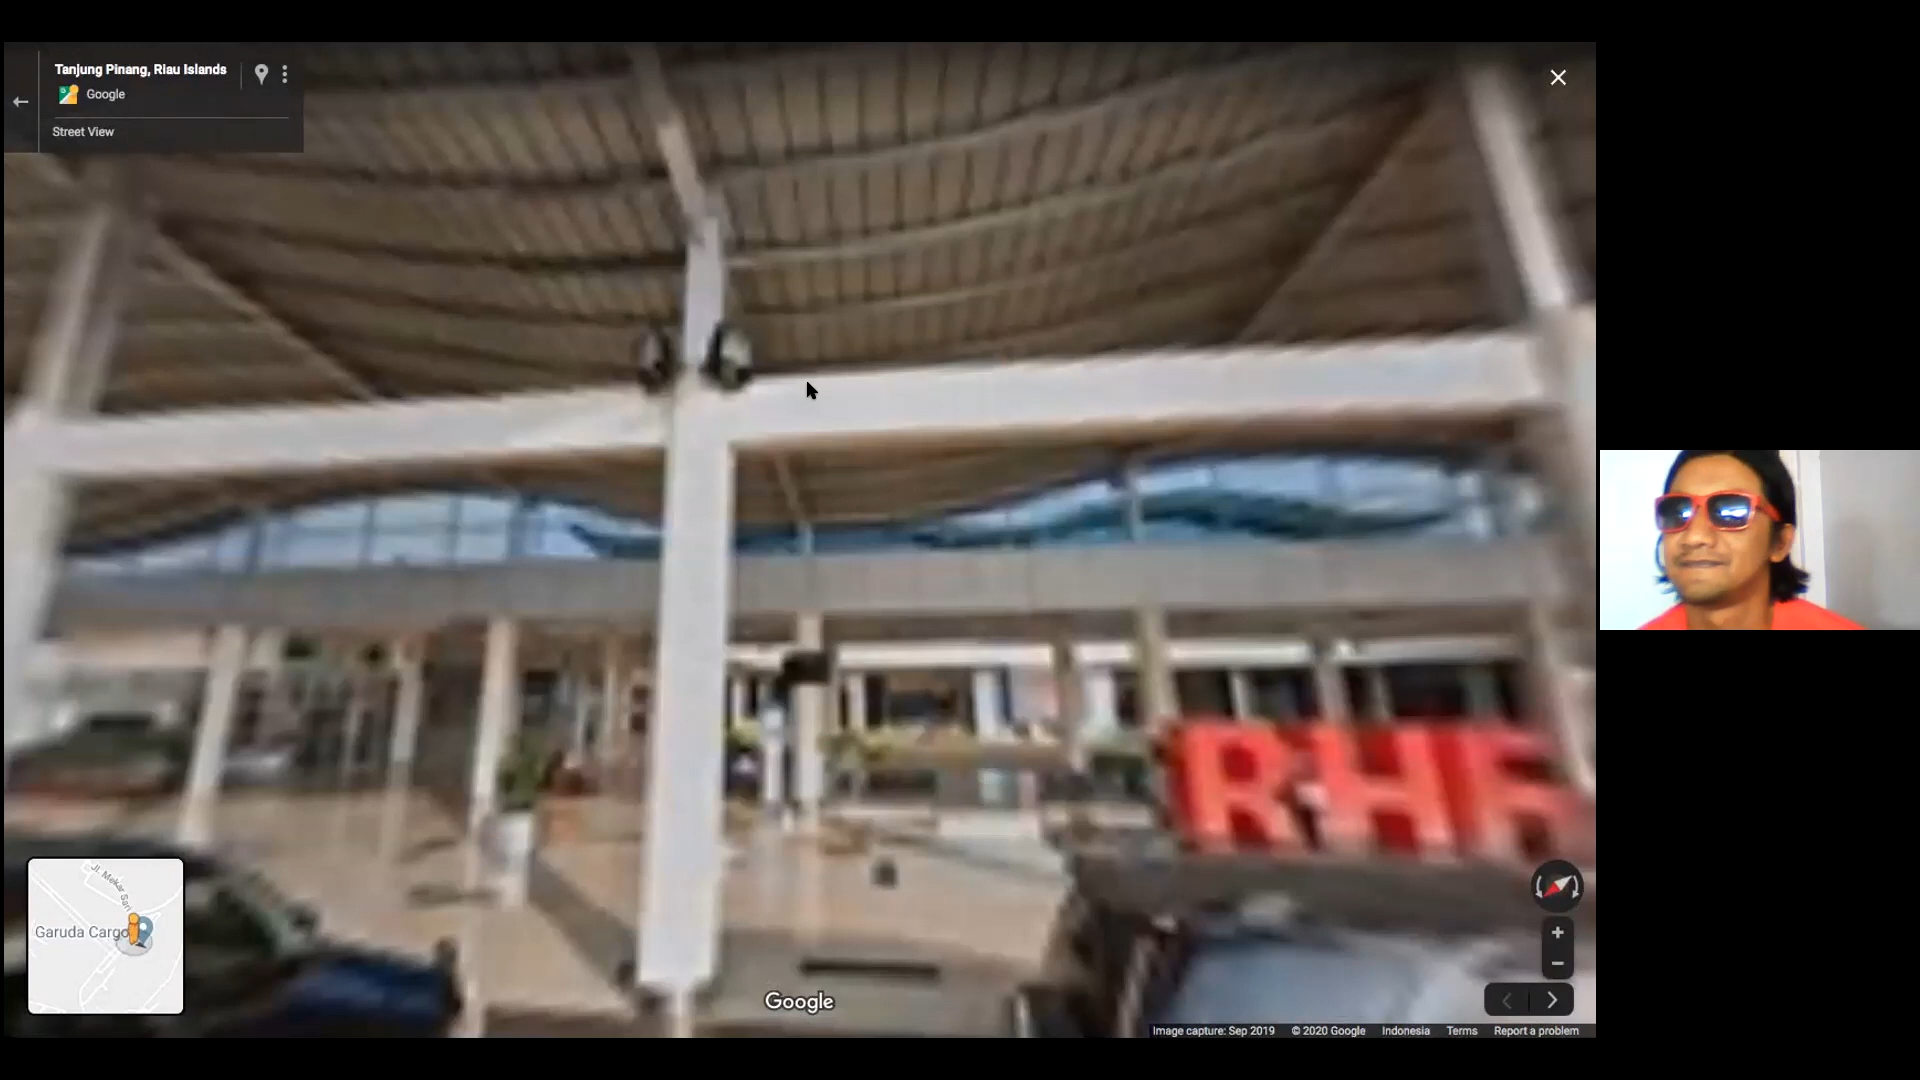 Tanjung Pinang, Riau Islands
Google
Street View
RHF
Jl. Mekar Sari
Garuda Cargo
Google
Image capture: Sep 2019 © 2020 Google Indonesia Terms Report a problem